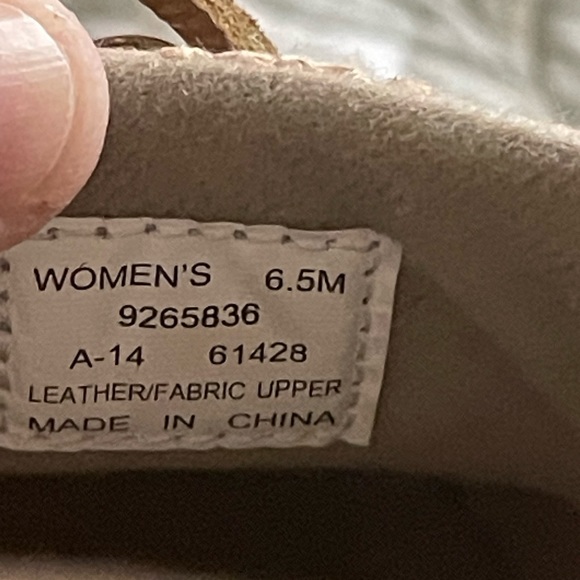 WOMEN'S 6.5M
9265836
A-14 61428
LEATHER/FABRIC UPPER
MADE IN CHINA